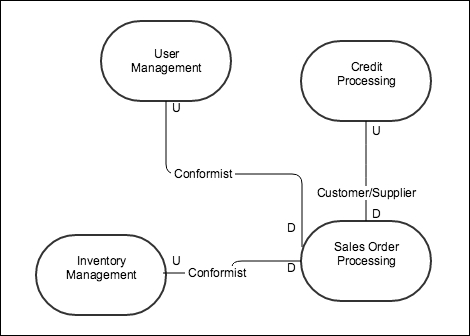 User
Management
Credit
Processing
U
U
Conformist
Customer/Supplier
D
D
Sales Order
Processing
Inventory
Management
U
Conformist
D